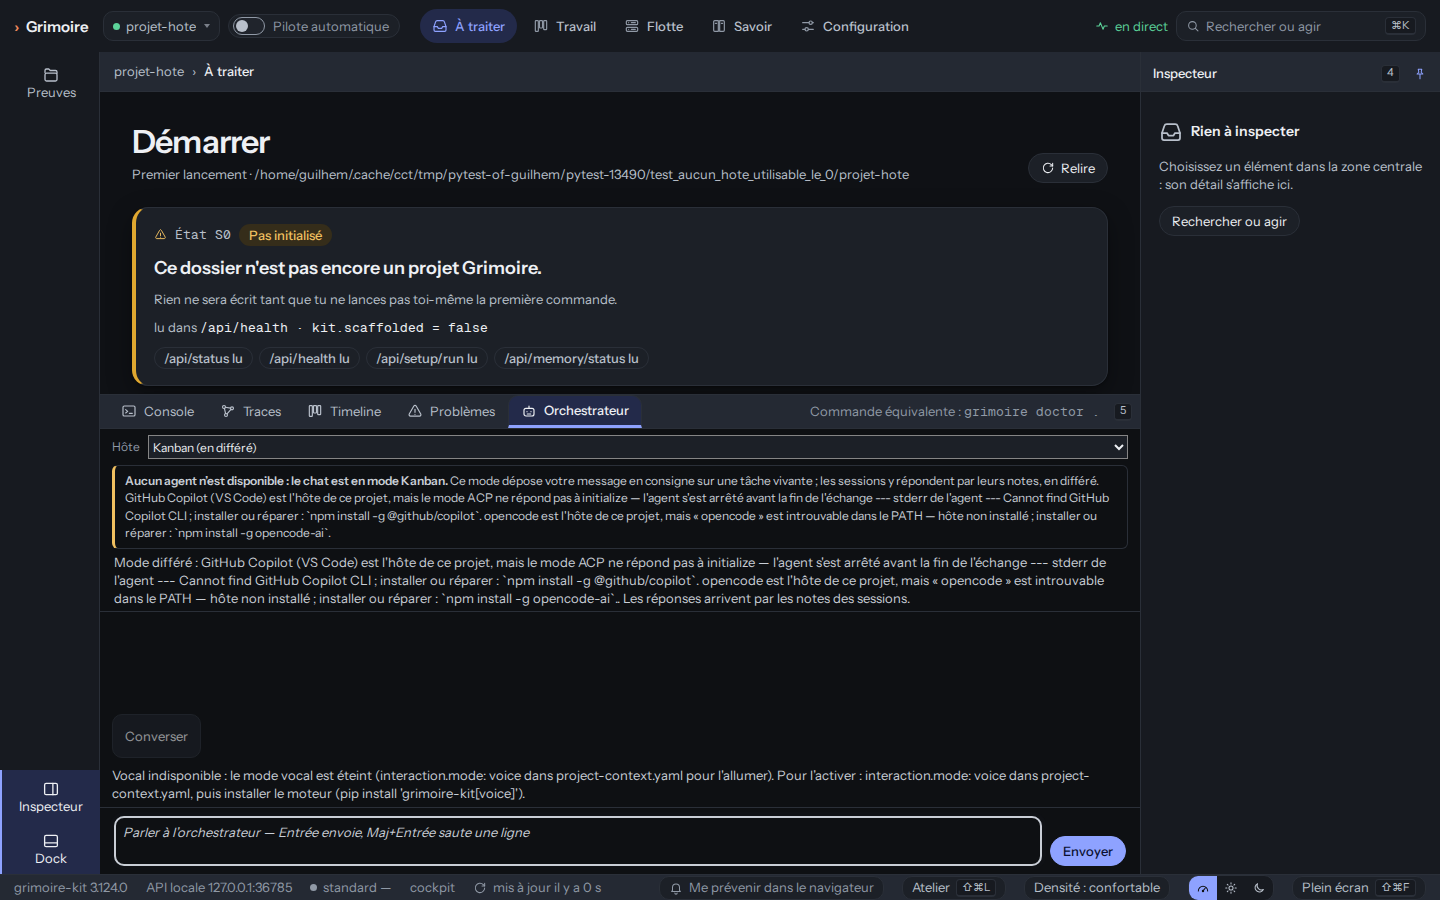 › Grimoire
projet-hote
Pilote automatique
À traiter
Travail
Flotte
Savoir
Configuration
en direct
Rechercher ou agir
⌘K
Preuves
projet-hote › À traiter
Inspecteur
4
Démarrer
Premier lancement · /home/guilhem/.cache/cct/tmp/pytest-of-guilhem/pytest-13490/test_aucun_hote_utilisable_le_0/projet-hote
Relire
État S0
Pas initialisé
Ce dossier n'est pas encore un projet Grimoire.
Rien ne sera écrit tant que tu ne lances pas toi-même la première commande.
lu dans /api/health · kit.scaffolded = false
/api/status lu
/api/health lu
/api/setup/run lu
/api/memory/status lu
Rien à inspecter
Choisissez un élément dans la zone centrale
: son détail s'affiche ici.
Rechercher ou agir
Console
Traces
Timeline
Problèmes
Orchestrateur
Commande équivalente : grimoire doctor .
5
Hôte
Kanban (en différé)
Aucun agent n'est disponible : le chat est en mode Kanban. Ce mode dépose votre message en consigne sur une tâche vivante ; les sessions y répondent par leurs notes, en différé.
GitHub Copilot (VS Code) est l'hôte de ce projet, mais le mode ACP ne répond pas à initialize — l'agent s'est arrêté avant la fin de l'échange --- stderr de l'agent --- Cannot find GitHub
Copilot CLI ; installer ou réparer : `npm install -g @github/copilot`. opencode est l'hôte de ce projet, mais « opencode » est introuvable dans le PATH — hôte non installé ; installer ou
réparer : `npm install -g opencode-ai`.
Mode différé : GitHub Copilot (VS Code) est l'hôte de ce projet, mais le mode ACP ne répond pas à initialize — l'agent s'est arrêté avant la fin de l'échange --- stderr de
l'agent --- Cannot find GitHub Copilot CLI ; installer ou réparer : `npm install -g @github/copilot`. opencode est l'hôte de ce projet, mais « opencode » est introuvable
dans le PATH — hôte non installé ; installer ou réparer : `npm install -g opencode-ai`.. Les réponses arrivent par les notes des sessions.
Converser
Vocal indisponible : le mode vocal est éteint (interaction.mode: voice dans project-context.yaml pour l'allumer). Pour l'activer : interaction.mode: voice dans project-
context.yaml, puis installer le moteur (pip install 'grimoire-kit[voice]').
Parler à l'orchestrateur — Entrée envoie, Maj+Entrée saute une ligne
Envoyer
Inspecteur
Dock
grimoire-kit 3.124.0
API locale 127.0.0.1:36785
standard —
cockpit
mis à jour il y a 0 s
Me prévenir dans le navigateur
Atelier
⇧⌘L
Densité : confortable
Plein écran
⇧⌘F